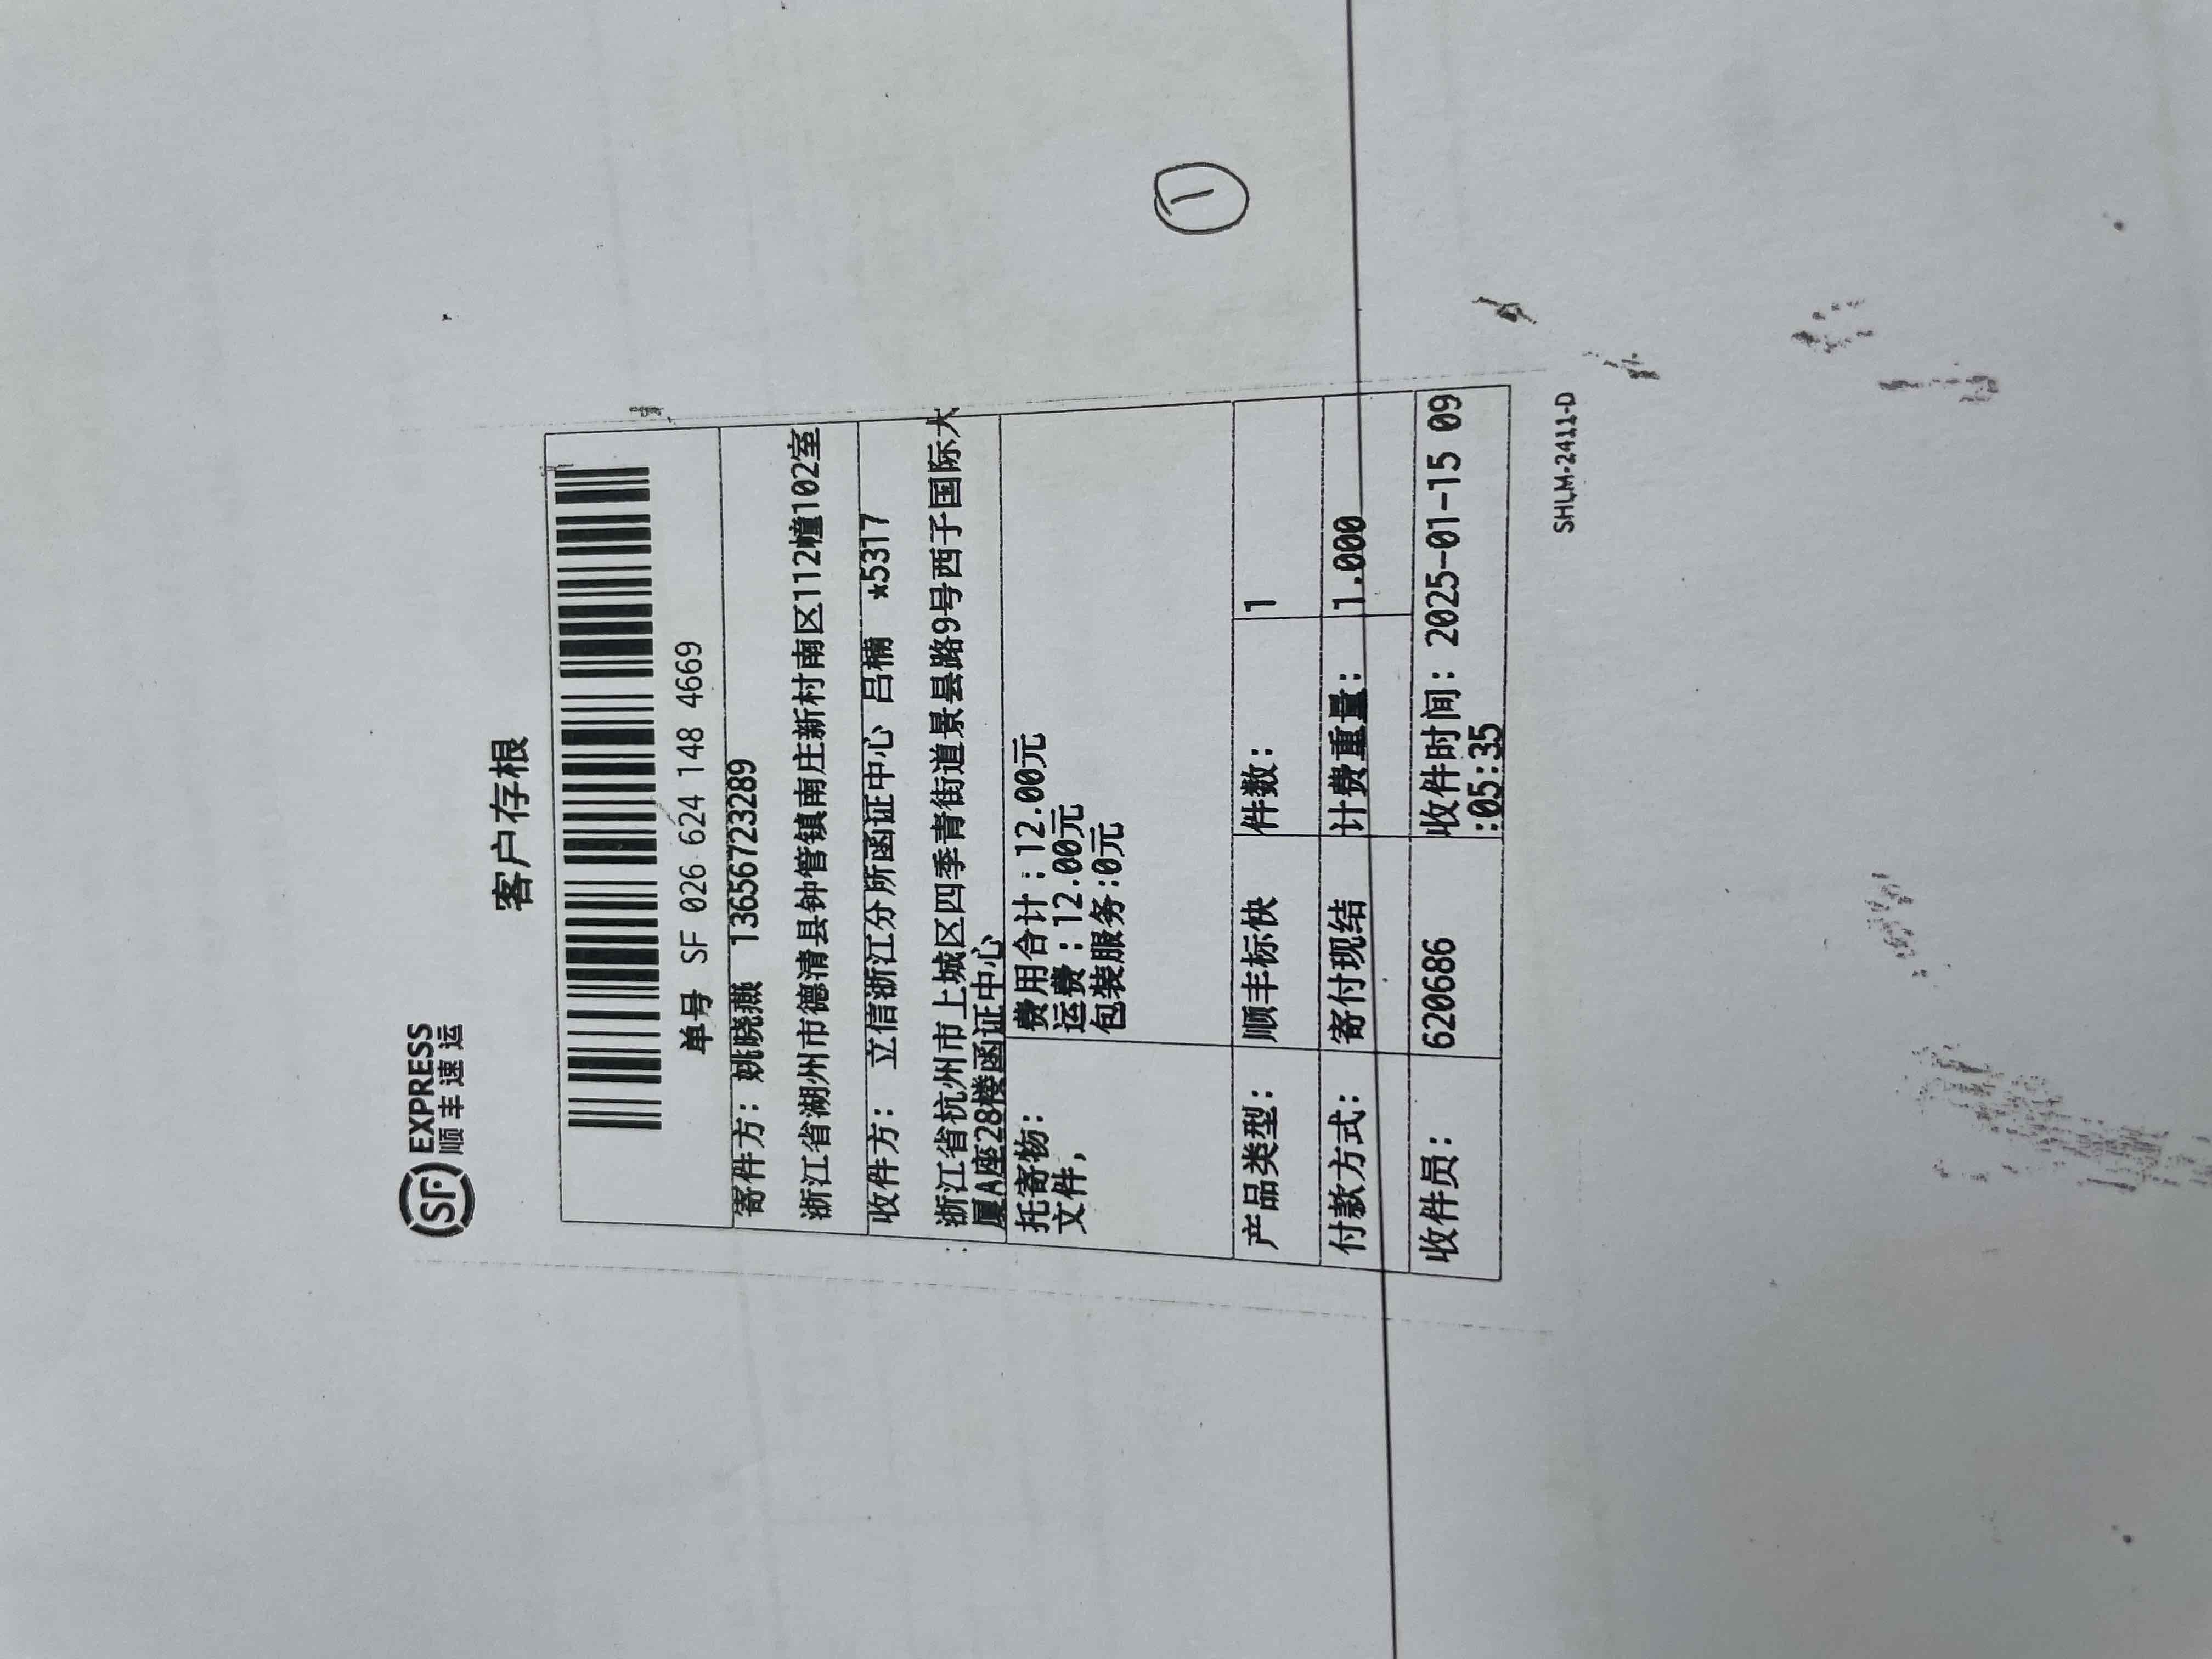 SF EXPRESS
顺丰速运
客户存根
单号 SF 026 624 148 4669
寄件方：姚晓燕 13656723289
浙江省湖州市德清县钟管镇南庄新村南区112幢102室
收件方： 立信浙江分所函证中心 吕楠 *5317
浙江省杭州市上城区四季青街道景昙路9号西子国际大
厦A座28楼函证中心
托寄物：
文件，
费用合计：12.00元
运费：12.00元
包装服务:0元
产品类型： 顺丰标快 件数： 1
①
付款方式： 寄付现结 计费重量： 1.000
收件员： 620686 收件时间：2025-01-15 09
:05:35
SHLM-2411-D